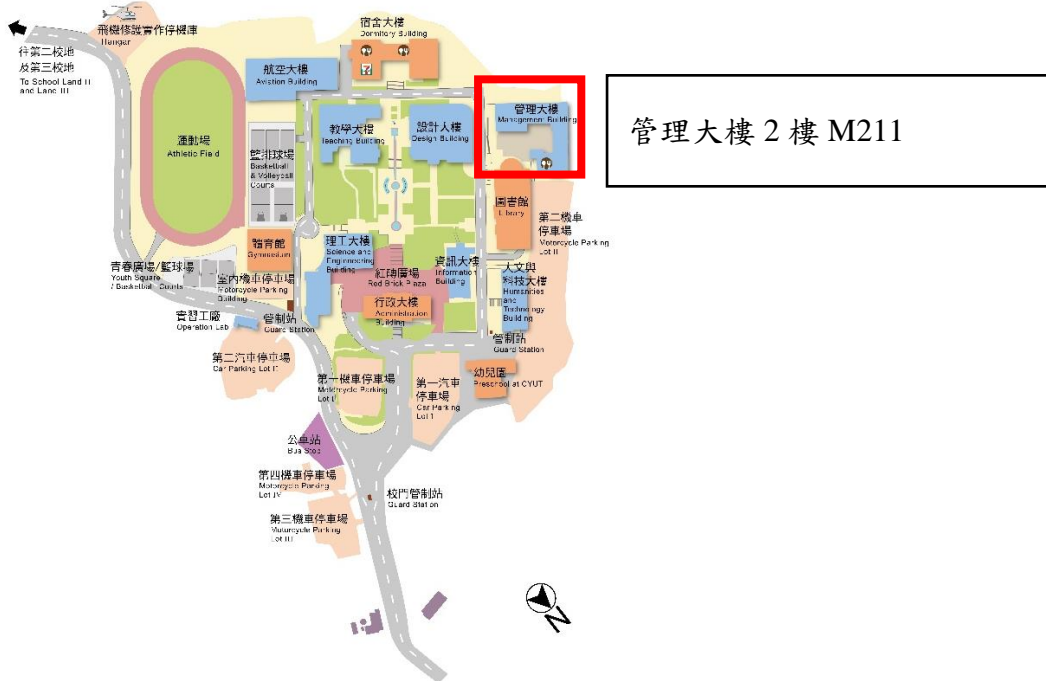 飛機修護實作停機庫
Hangar
往第二校地
及第三校地
To School Land II
and Land III
宿舍大樓
Dormitory Building
航空大樓
Aviation Building
管理大樓
Management Building
管理大樓 2 樓 M211
教學大樓
Teaching Building
設計大樓
Design Building
運動場
Athletic Field
籃排球場
Basketball
& Volleyball
Courts
圖書館
Library
第二機車
停車場
Motorcycle Parking
Lot II
體育館
Gymnasium
理工大樓
Science and
Engineering
Building
紅磚廣場
Red Brick Plaza
資訊大樓
Information
Building
人文與
科技大樓
Humanities
and
Technology
Building
青春廣場/籃球場
Youth Square
/ Basketball Courts
室內機車停車場
Motorcycle Parking
Building
行政大樓
Administration
Building
實習工廠
Operation Lab
管制站
Guard Station
管制站
Guard Station
第二汽車停車場
Car Parking Lot II
第一機車停車場
Motorcycle Parking
Lot I
第一汽車
停車場
Car Parking
Lot I
幼兒園
Preschool at CYUT
公車站
Bus Stop
第四機車停車場
Motorcycle Parking
Lot IV
校門管制站
Guard Station
第三機車停車場
Motorcycle Parking
Lot III
N